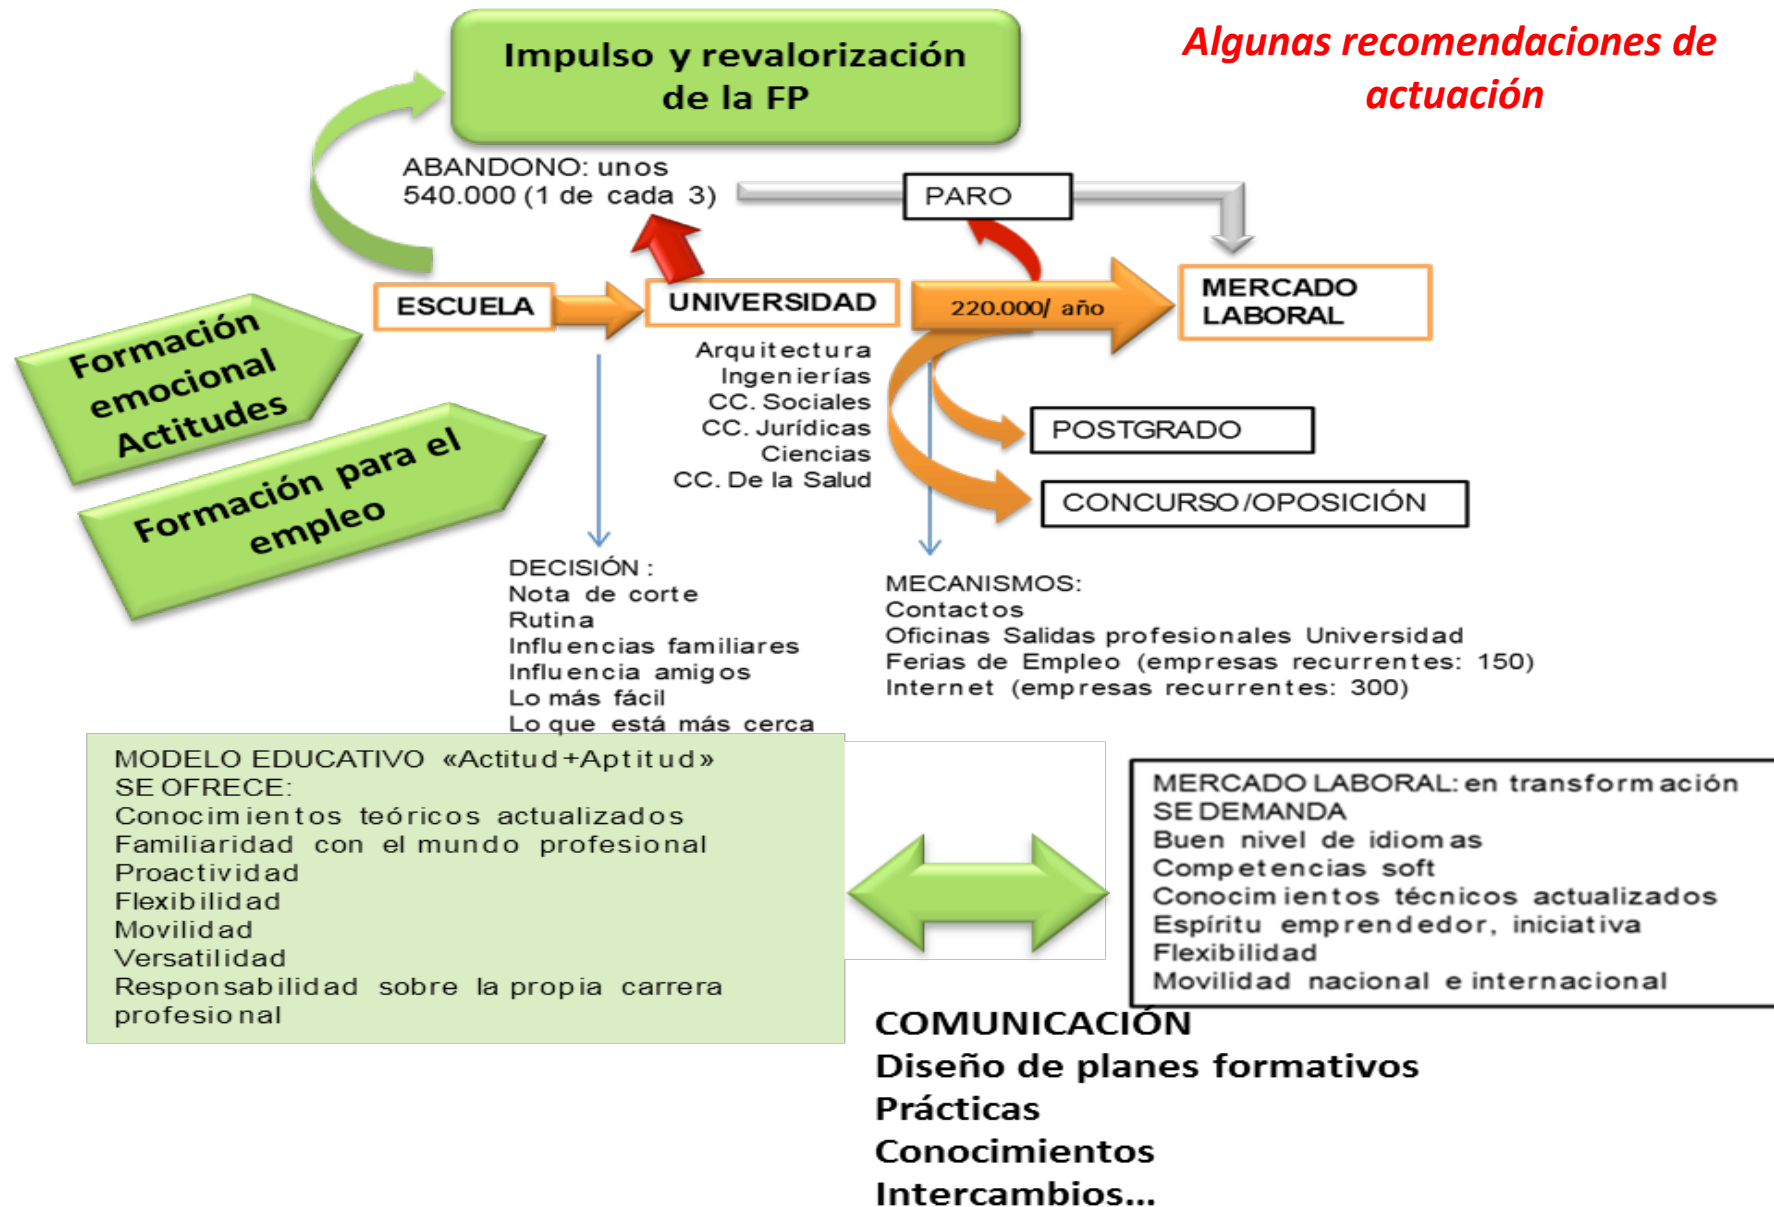 Algunas recomendaciones de
actuación
Impulso y revalorización
de la FP
ABANDONO: unos
540.000 (1 de cada 3)
PARO
ESCUELA
UNIVERSIDAD
220.000/ año
MERCADO
LABORAL
Formación
emocional
Actitudes
Formación para el
empleo
Arquitectura
Ingenierías
CC. Sociales
CC. Jurídicas
Ciencias
CC. De la Salud
POSTGRADO
CONCURSO/OPOSICIÓN
DECISIÓN :
Nota de corte
Rutina
Influencias familiares
Influencia amigos
Lo más fácil
Lo que está más cerca
MECANISMOS:
Contactos
Oficinas Salidas profesionales Universidad
Ferias de Empleo (empresas recurrentes: 150)
Internet (empresas recurrentes: 300)
MODELO EDUCATIVO «Actitud+Aptitud»
SE OFRECE:
Conocimientos teóricos actualizados
Familiaridad con el mundo profesional
Proactividad
Flexibilidad
Movilidad
Versatilidad
Responsabilidad sobre la propia carrera
profesional
MERCADO LABORAL: en transformación
SE DEMANDA
Buen nivel de idiomas
Competencias soft
Conocimientos técnicos actualizados
Espíritu emprendedor, iniciativa
Flexibilidad
Movilidad nacional e internacional
COMUNICACIÓN
Diseño de planes formativos
Prácticas
Conocimientos
Intercambios...